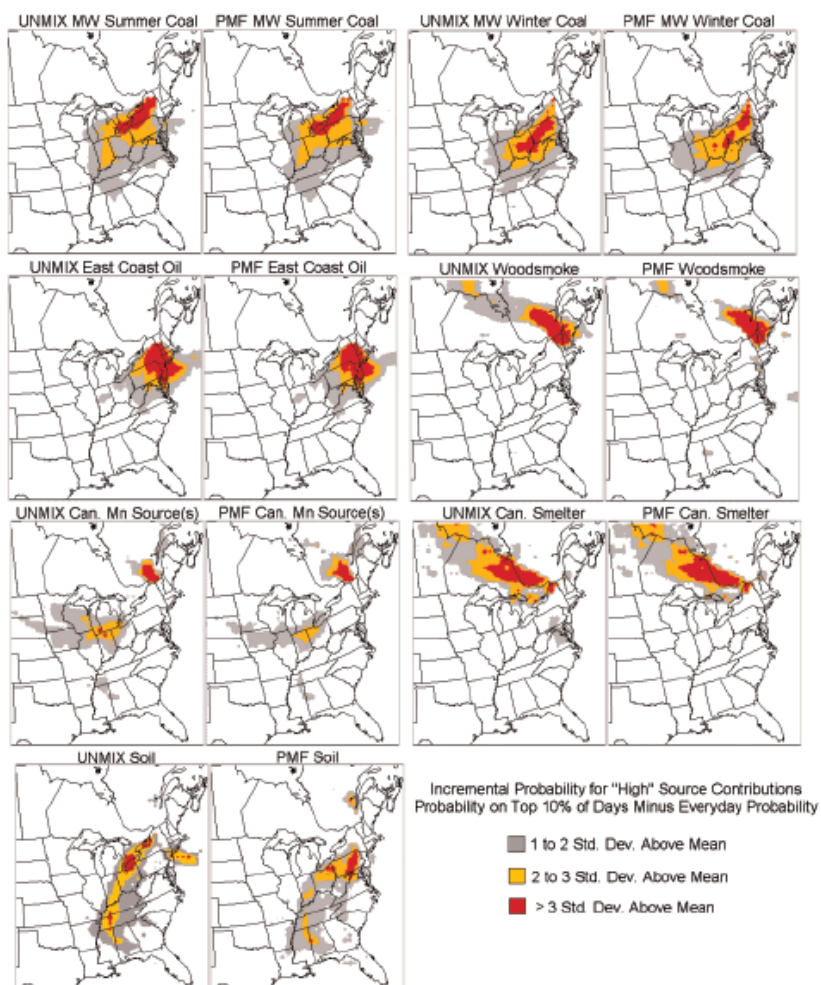 UNMIX MW Summer Coal
PMF MW Summer Coal
UNMIX MW Winter Coal
PMF MW Winter Coal
UNMIX East Coast Oil
PMF East Coast Oil
UNMIX Woodsmoke
PMF Woodsmoke
UNMIX Can. Mn Source(s)
PMF Can. Mn Source(s)
UNMIX Can. Smelter
PMF Can. Smelter
UNMIX Soil
PMF Soil
Incremental Probability for "High" Source Contributions
Probability on Top 10% of Days Minus Everyday Probability
1 to 2 Std. Dev. Above Mean
2 to 3 Std. Dev. Above Mean
> 3 Std. Dev. Above Mean